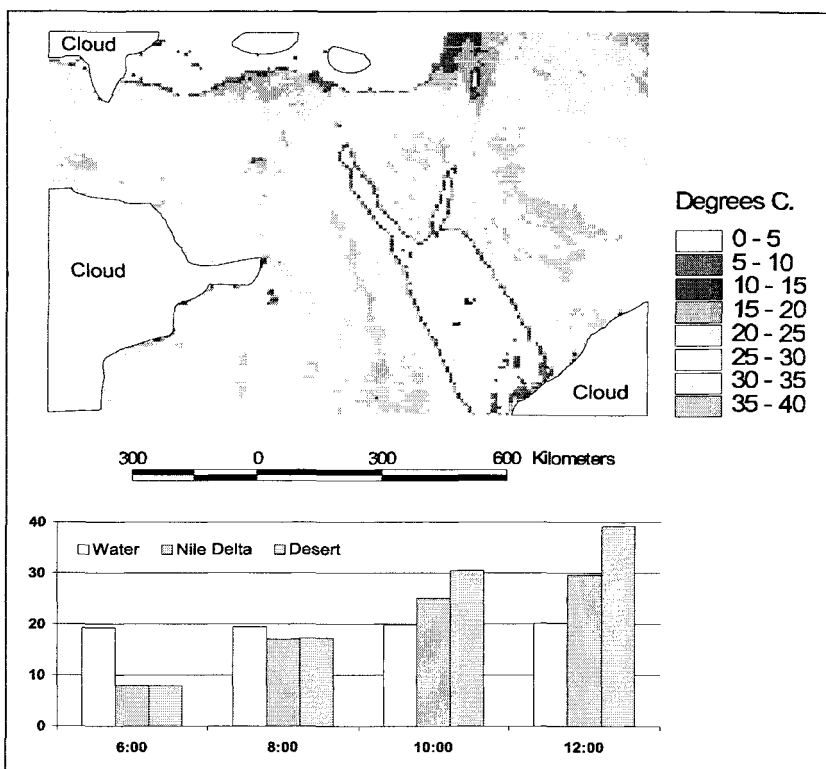 Cloud
Cloud
Cloud
Degrees C.
0 - 5
5 - 10
10 - 15
15 - 20
20 - 25
25 - 30
30 - 35
35 - 40
300 0 300 600 Kilometers
40
30
20
10
0
Water Nile Delta Desert
6:00 8:00 10:00 12:00